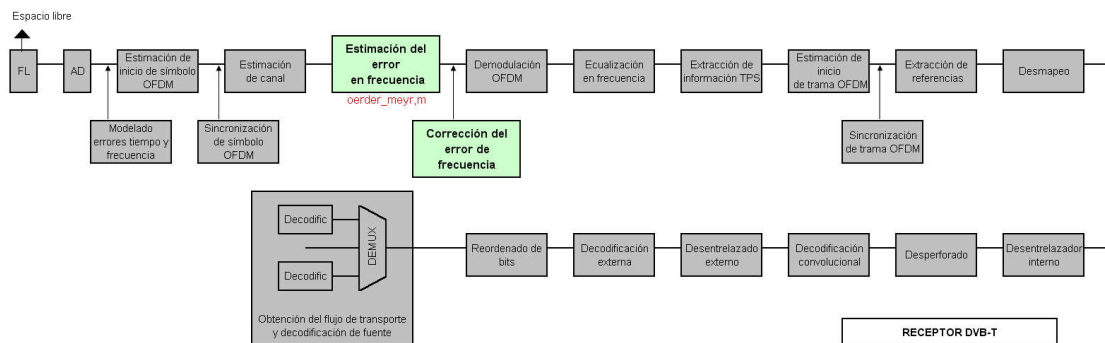 Espacio libre
FL
AD
Estimación de
inicio de símbolo
OFDM
Estimación
de canal
Estimación del
error
en frecuencia
oerder_meyr,m
Demodulación
OFDM
Ecualización
en frecuencia
Extracción de
información TPS
Estimación de
inicio
de trama OFDM
Extracción de
referencias
Desmapeo
Modelado
errores tiempo y
frecuencia
Sincronización
de símbolo
OFDM
Corrección del
error de
frecuencia
Sincronización
de trama OFDM
Decodific
Decodific
DEMUX
Obtención del flujo de transporte
y decodificación de fuente
Reordenado de
bits
Decodificación
externa
Desentrelazado
externo
Decodificación
convolucional
Desperforado
Desentrelazador
interno
RECEPTOR DVB-T